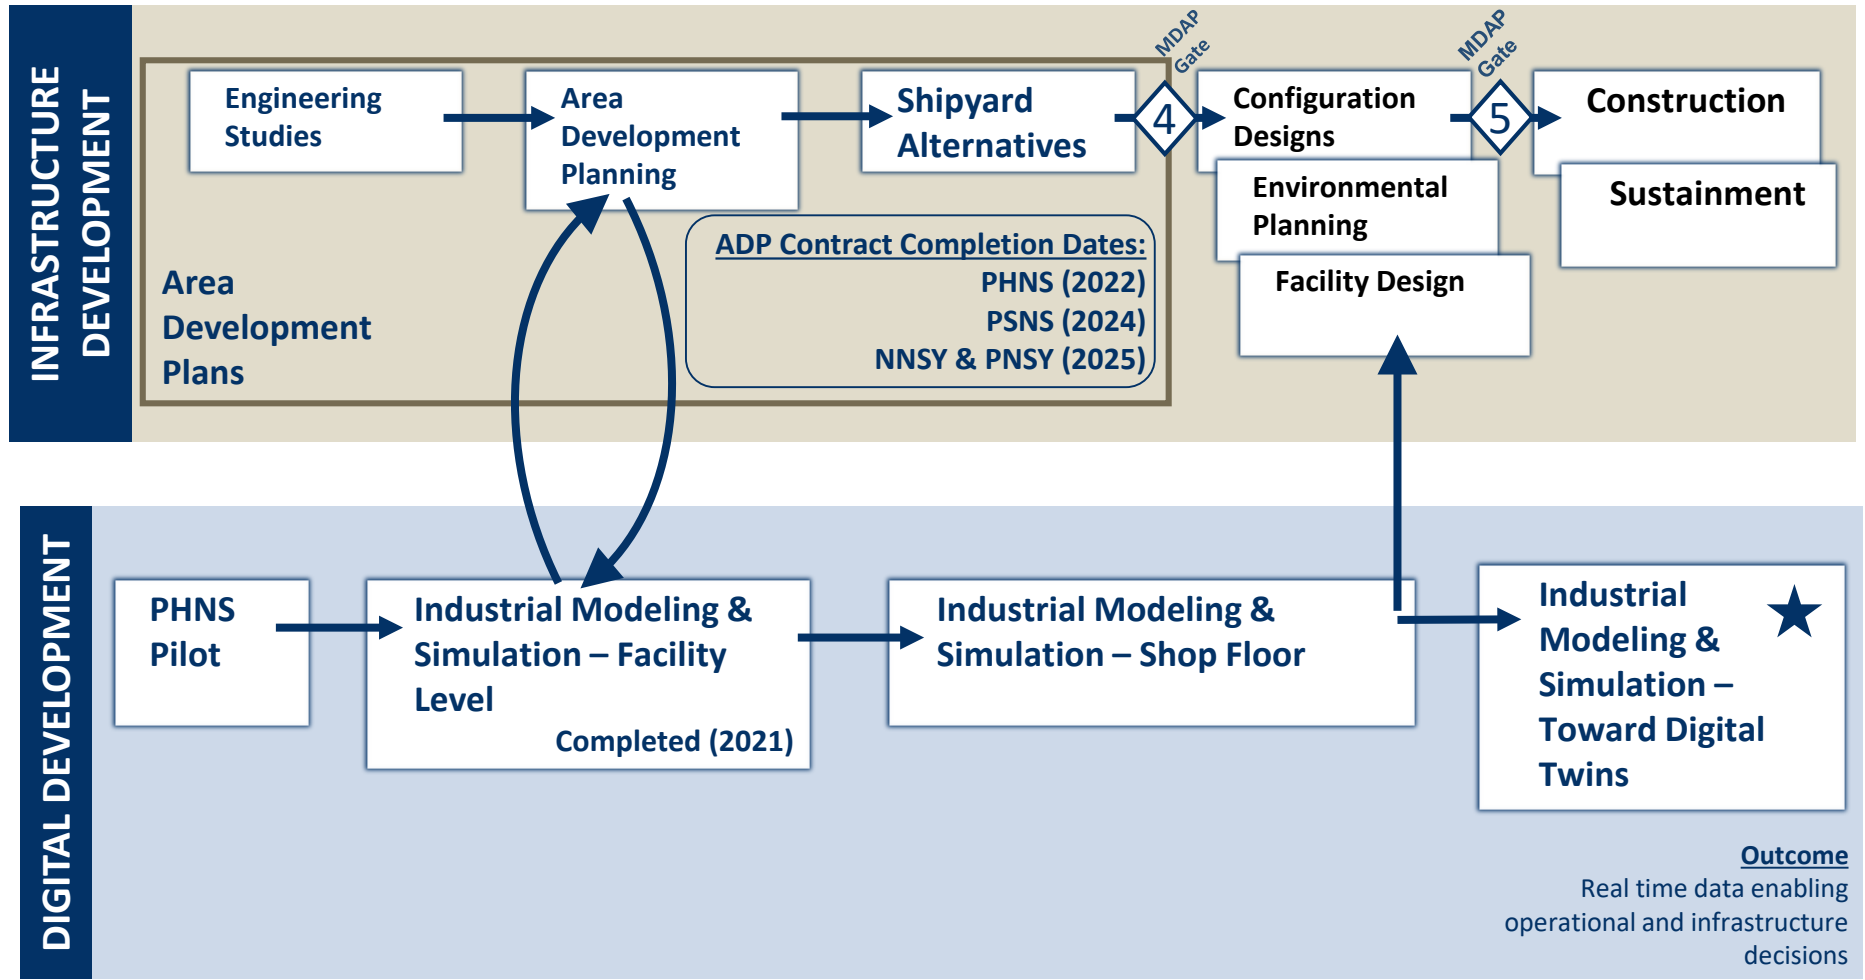 INFRASTRUCTURE
DEVELOPMENT
MDAP
Gate
MDAP
Gate
Engineering
Studies
Area
Development
Planning
Shipyard
Alternatives
4
Configuration
Designs
5
Construction
Environmental
Planning
Sustainment
Facility Design
Area
Development
Plans
ADP Contract Completion Dates:
PHNS (2022)
PSNS (2024)
NNSY & PNSY (2025)
DIGITAL DEVELOPMENT
PHNS
Pilot
Industrial Modeling &
Simulation – Facility
Level
Completed (2021)
Industrial Modeling &
Simulation – Shop Floor
Industrial
Modeling &
Simulation –
Toward Digital
Twins
Outcome
Real time data enabling
operational and infrastructure
decisions